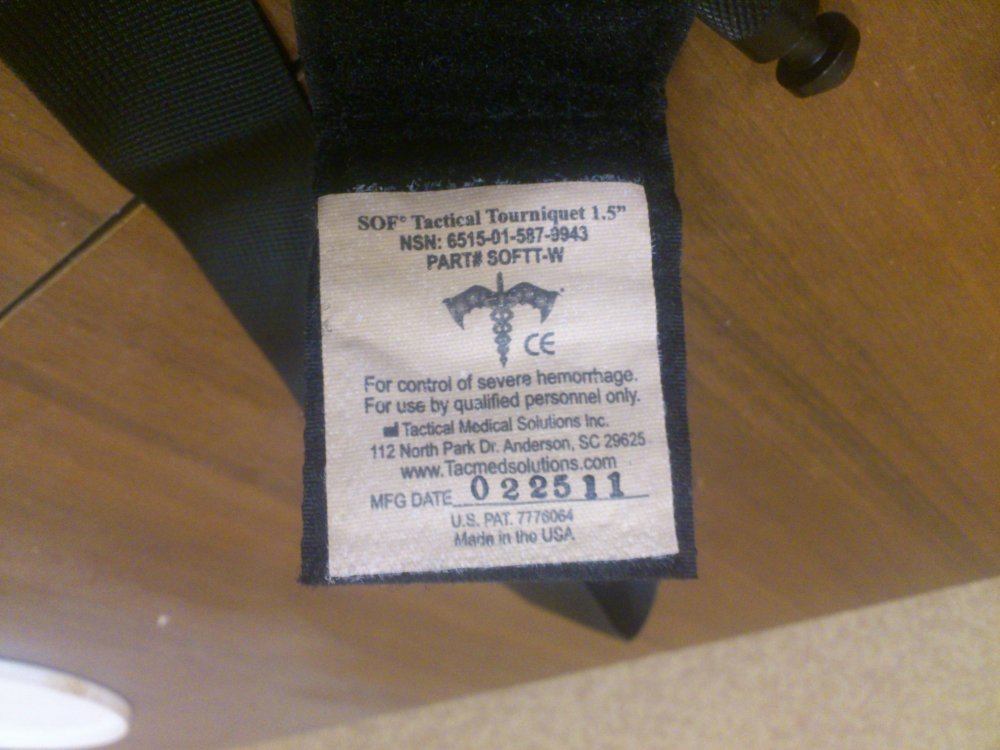 SOF® Tactical Tourniquet 1.5”
NSN: 6515-01-587-9943
PART# SOFTT-W
CE
For control of severe hemorrhage.
For use by qualified personnel only.
Tactical Medical Solutions Inc.
112 North Park Dr. Anderson, SC 29625
www.Tacmedsolutions.com
MFG DATE 022511
U.S. PAT. 7776064
Made in the USA